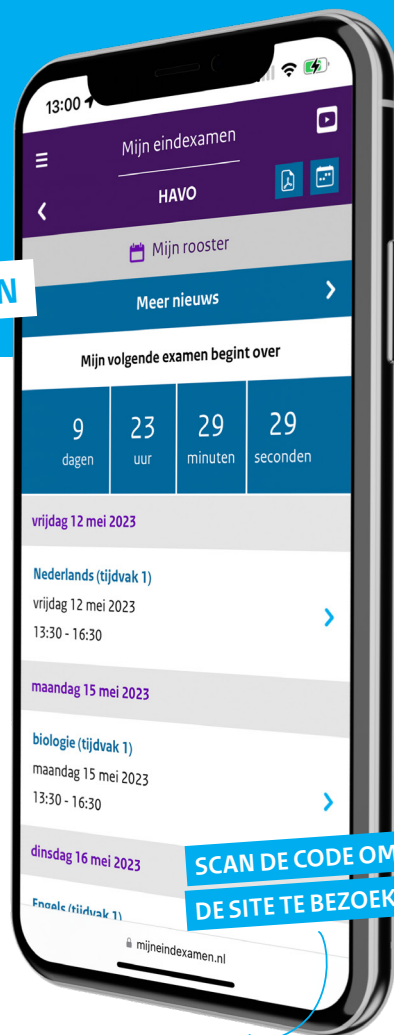 13:00
Mijn eindexamen
HAVO
Mijn rooster
N
Meer nieuws
Mijn volgende examen begint over
9 23 29 29
dagen uur minuten seconden
vrijdag 12 mei 2023
Nederlands (tijdvak 1)
vrijdag 12 mei 2023
13:30 - 16:30
maandag 15 mei 2023
biologie (tijdvak 1)
maandag 15 mei 2023
13:30 - 16:30
dinsdag 16 mei 2023
SCAN DE CODE OM
DE SITE TE BEZOEK
Engels (tijdvak 1)
mijneindexamen.nl